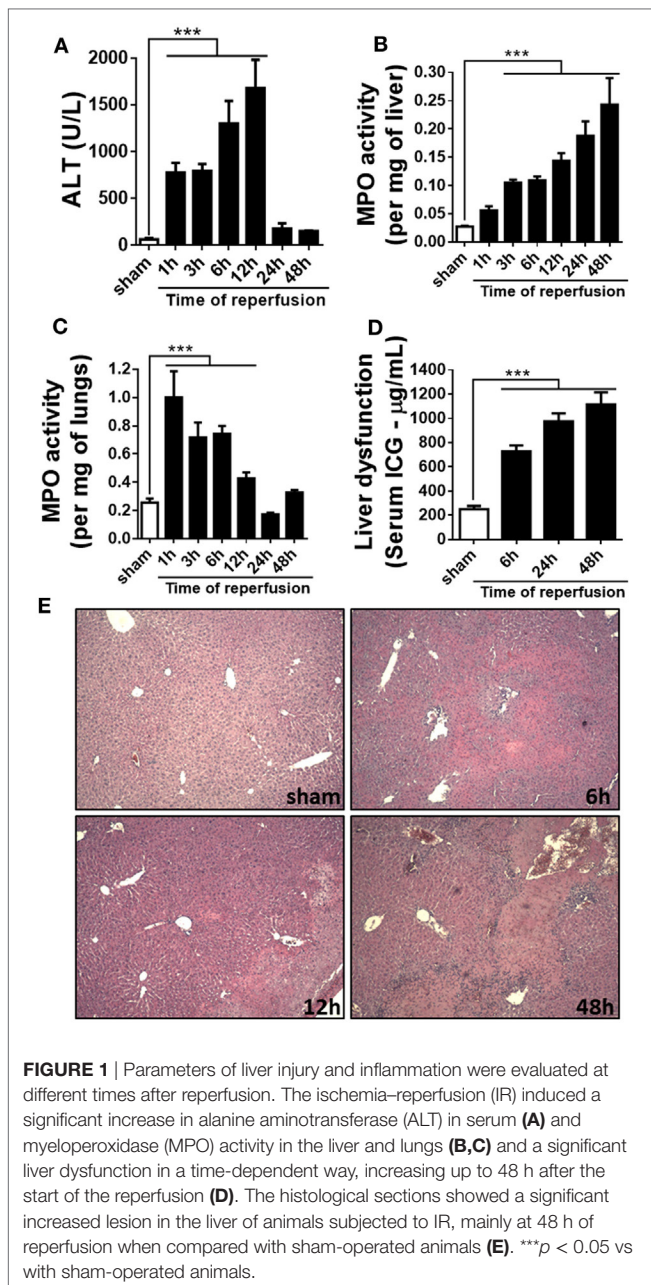 A
***
ALT (U/L)
2000
1500
1000
500
0
sham
1h
3h
6h
12h
24h
48h
Time of reperfusion
B
***
MPO activity
(per mg of liver)
0.30
0.25
0.20
0.15
0.10
0.05
0.00
sham
1h
3h
6h
12h
24h
48h
Time of reperfusion
C
***
MPO activity
(per mg of lungs)
1.2
1.0
0.8
0.6
0.4
0.2
0.0
sham
1h
3h
6h
12h
24h
48h
Time of reperfusion
D
***
Liver dysfunction
(Serum ICG - µg/mL)
1400
1200
1000
800
600
400
200
0
sham
6h
24h
48h
Time of reperfusion
E
sham
6h
12h
48h
FIGURE 1 | Parameters of liver injury and inflammation were evaluated at
different times after reperfusion. The ischemia–reperfusion (IR) induced a
significant increase in alanine aminotransferase (ALT) in serum (A) and
myeloperoxidase (MPO) activity in the liver and lungs (B,C) and a significant
liver dysfunction in a time-dependent way, increasing up to 48 h after the
start of the reperfusion (D). The histological sections showed a significant
increased lesion in the liver of animals subjected to IR, mainly at 48 h of
reperfusion when compared with sham-operated animals (E). ***p < 0.05 vs
with sham-operated animals.